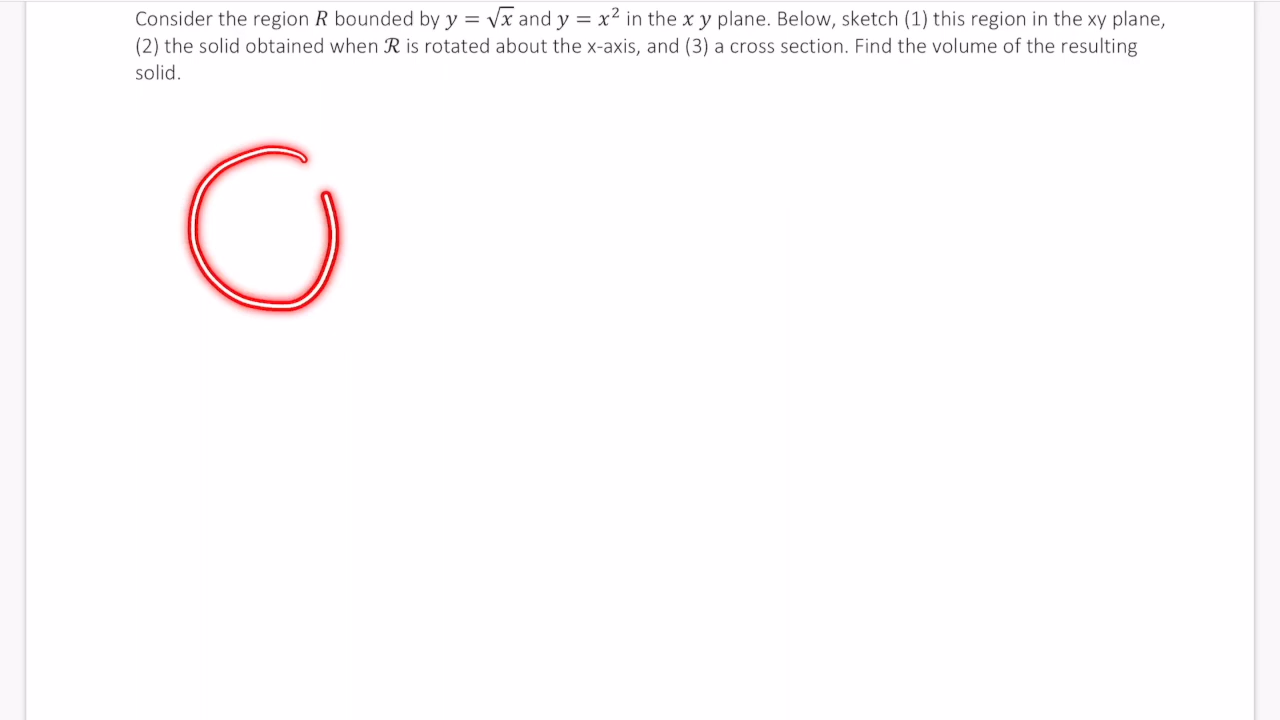 Consider the region R bounded by y = √x and y = x² in the x y plane. Below, sketch (1) this region in the xy plane,
(2) the solid obtained when ℛ is rotated about the x-axis, and (3) a cross section. Find the volume of the resulting
solid.